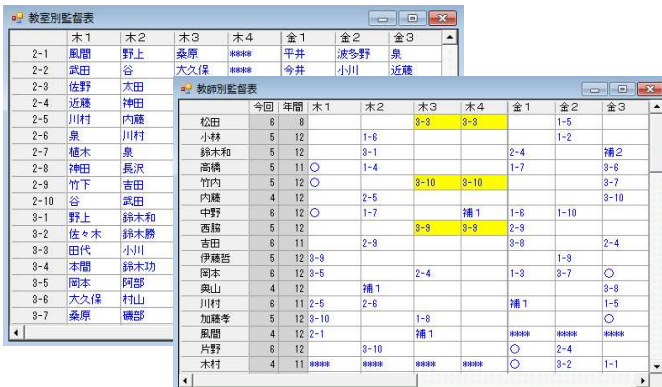 教室別監督表
木1 木2 木3 木4 金1 金2 金3
2-1 風間 野上 桑原 **** 平井 波多野 泉
2-2 武田 谷 大久保 **** 今井 小川 近藤
2-3 佐野 太田
2-4 近藤 神田
2-5 川村 内藤
2-6 泉 川村
2-7 植木 泉
2-8 神田 長沢
2-9 竹下 吉田
2-10 谷 武田
3-1 野上 鈴木和
3-2 佐々木 鈴木勝
3-3 田代 小川
3-4 本間 鈴木功
3-5 岡本 阿部
3-6 大久保 村山
3-7 桑原 磯部
教師別監督表
今回 年間 木1 木2 木3 木4 金1 金2 金3
松田 6 8 3-3 3-3 1-5
小林 5 12 1-6 1-2
鈴木和 5 12 3-1 2-4 補2
高橋 5 11 ○ 1-4 1-7 3-6
竹内 5 12 ○ 3-10 3-10 3-7
内藤 4 12 2-5 3-10
中野 6 12 ○ 1-7 補1 1-6 1-10
西脇 5 12 3-9 3-9 2-9
吉田 6 11 2-9 3-8 2-4
伊藤哲 5 12 3-9 1-9
岡本 6 12 3-5 2-4 1-3 3-7 ○
奥山 4 12 補1 3-8
川村 6 11 2-5 2-6 補1 1-5
加藤孝 5 12 3-10 1-8 ○
風間 4 12 2-1 補1 **** **** ****
片野 6 12 3-10 ○ 2-4
木村 4 11 **** **** **** **** ○ 3-2 1-1